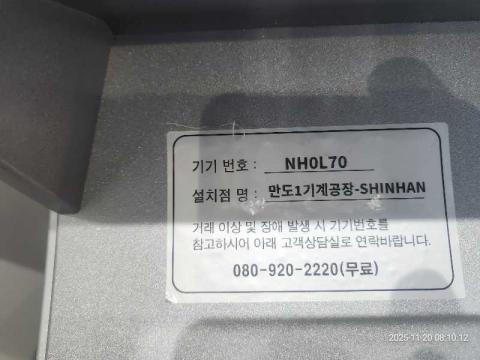 기기 번호 : NH0L70
설치점 명 : 만도1기계공장-SHINHAN
거래 이상 및 장애 발생 시 기기번호를
참고하시어 아래 고객상담실로 연락바랍니다.
080-920-2220(무료)
2025-11-20 08:10:12